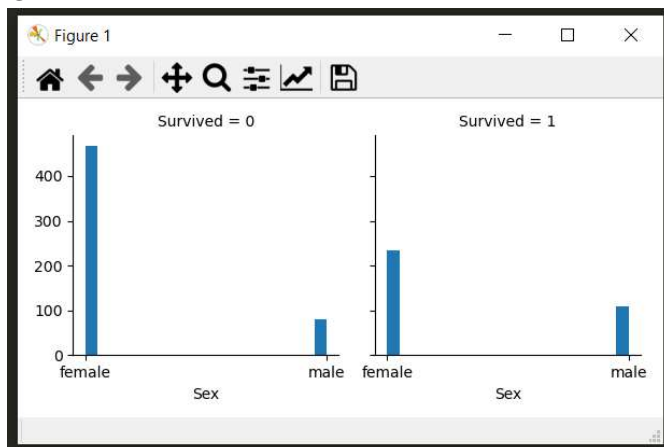 Figure 1
Survived = 0
Survived = 1
400
300
200
100
0
female
male
female
male
Sex
Sex